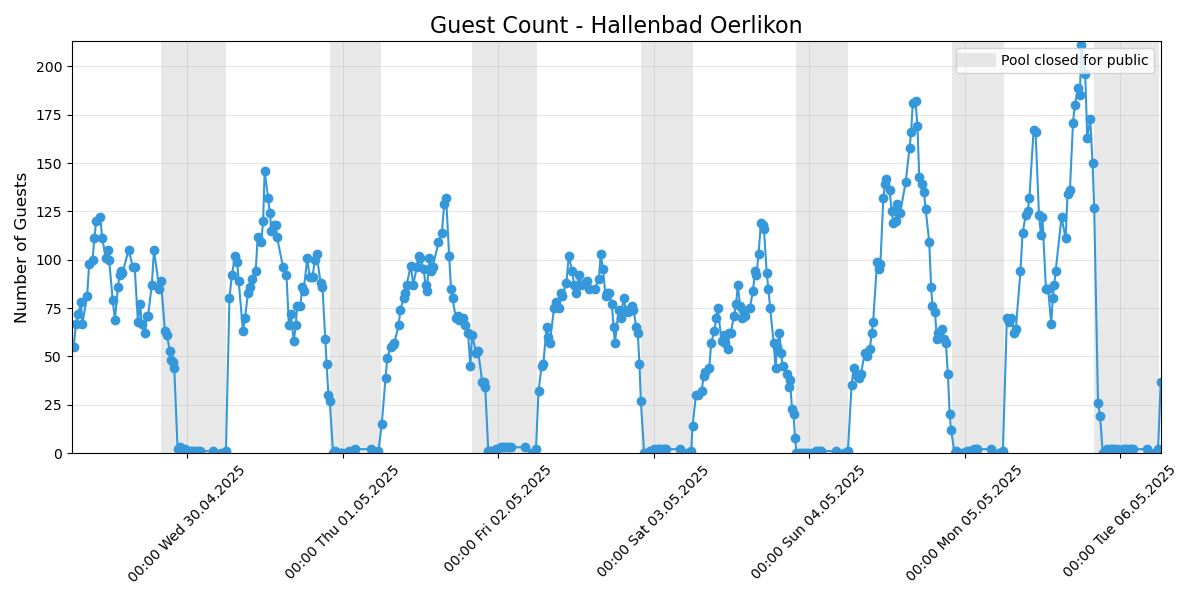 Guest Count - Hallenbad Oerlikon
Pool closed for public
Number of Guests
200
175
150
125
100
75
50
25
0
00:00 Wed 30.04.2025
00:00 Thu 01.05.2025
00:00 Fri 02.05.2025
00:00 Sat 03.05.2025
00:00 Sun 04.05.2025
00:00 Mon 05.05.2025
00:00 Tue 06.05.2025